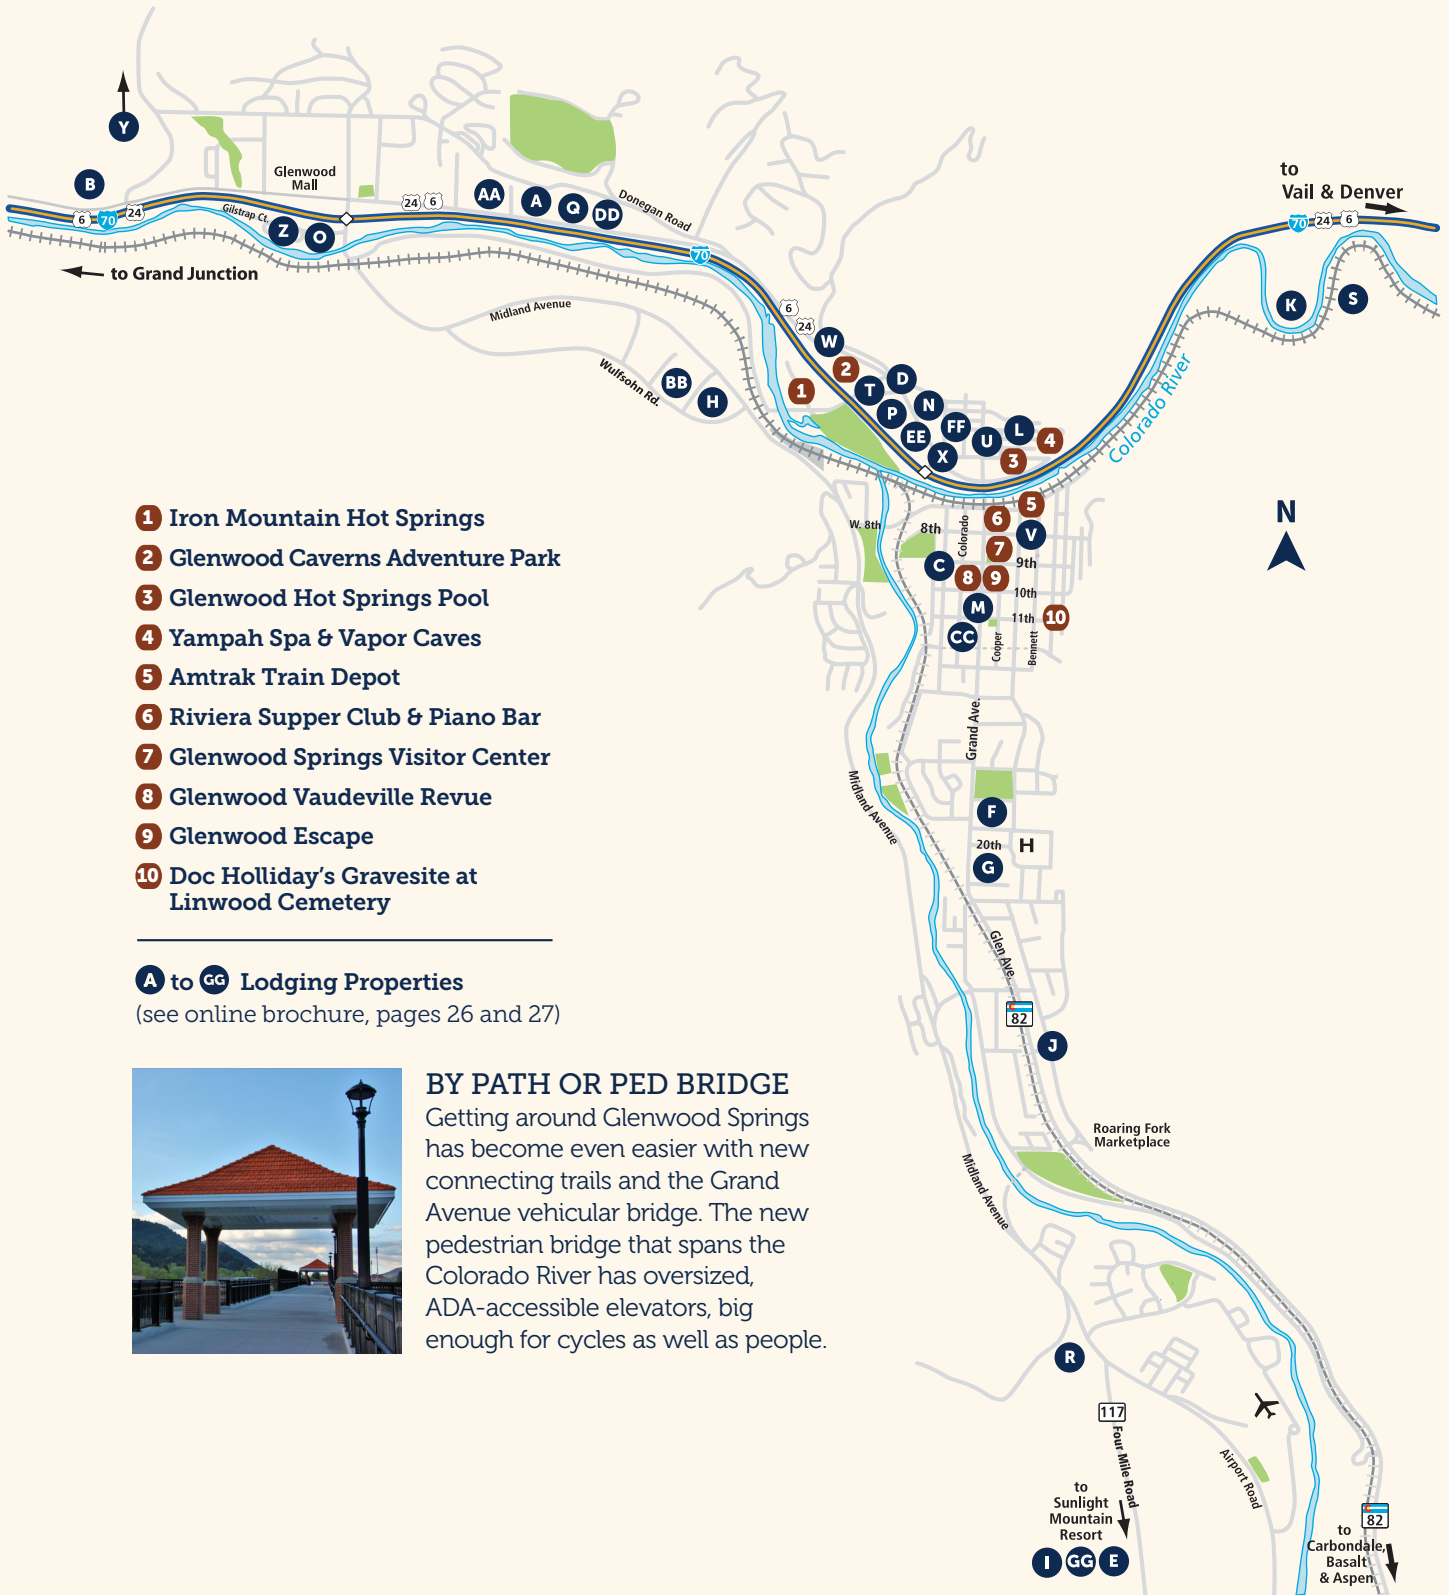 Y
B
Glenwood
Mall
24 6
AA
A
Q
DD
Donegan Road
6 70 24
Gilstrap Ct.
Z
O
70
to Grand Junction
to
Vail & Denver
70 24 6
K
S
Midland Avenue
6
24
W
Wulfsohn Rd.
BB
H
1
2
T
D
P
N
EE
FF
U
L
4
X
3
Colorado River
N
5
6
V
W. 8th
8th
Colorado
7
9th
C
8
9
10th
M
11th
10
CC
Cooper
Bennett
Grand Ave.
Midland Avenue
F
20th
H
G
Glen Ave.
82
J
Roaring Fork
Marketplace
Midland Avenue
R
117
Four Mile Road
Airport Road
to
Sunlight
Mountain
Resort
I
GG
E
82
to
Carbondale,
Basalt
& Aspen
1 Iron Mountain Hot Springs
2 Glenwood Caverns Adventure Park
3 Glenwood Hot Springs Pool
4 Yampah Spa & Vapor Caves
5 Amtrak Train Depot
6 Riviera Supper Club & Piano Bar
7 Glenwood Springs Visitor Center
8 Glenwood Vaudeville Revue
9 Glenwood Escape
10 Doc Holliday’s Gravesite at
Linwood Cemetery
A to GG Lodging Properties
(see online brochure, pages 26 and 27)
BY PATH OR PED BRIDGE
Getting around Glenwood Springs
has become even easier with new
connecting trails and the Grand
Avenue vehicular bridge. The new
pedestrian bridge that spans the
Colorado River has oversized,
ADA-accessible elevators, big
enough for cycles as well as people.